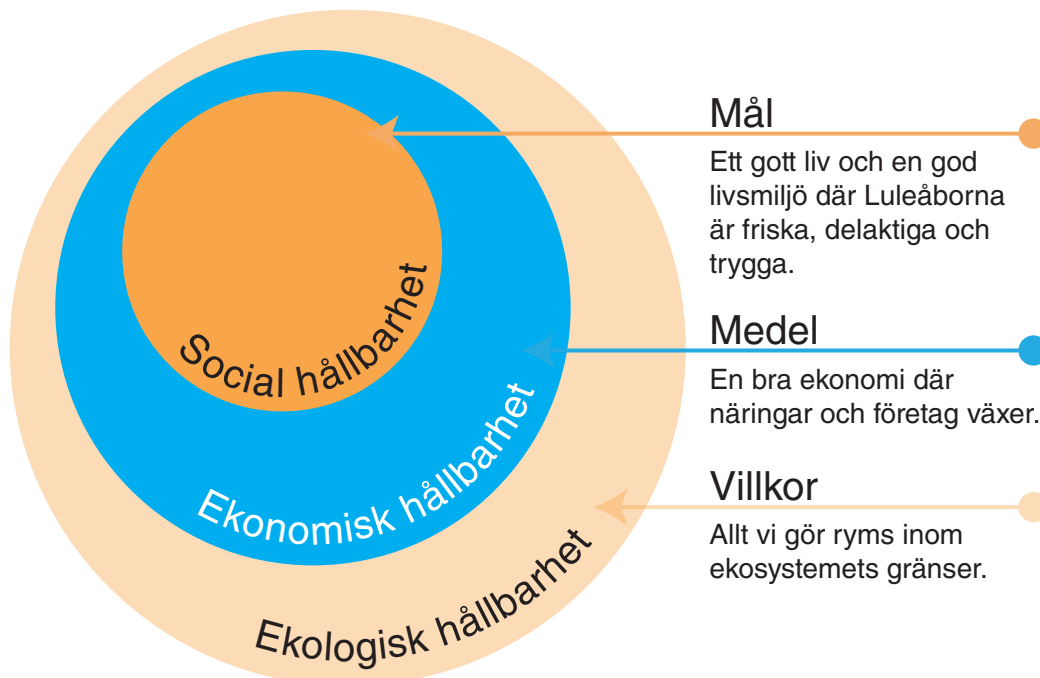 Mål
Ett gott liv och en god
livsmiljö där Luleåborna
är friska, delaktiga och
trygga.
Medel
En bra ekonomi där
näringar och företag växer.
Villkor
Allt vi gör ryms inom
ekosystemets gränser.
Social hållbarhet
Ekonomisk hållbarhet
Ekologisk hållbarhet